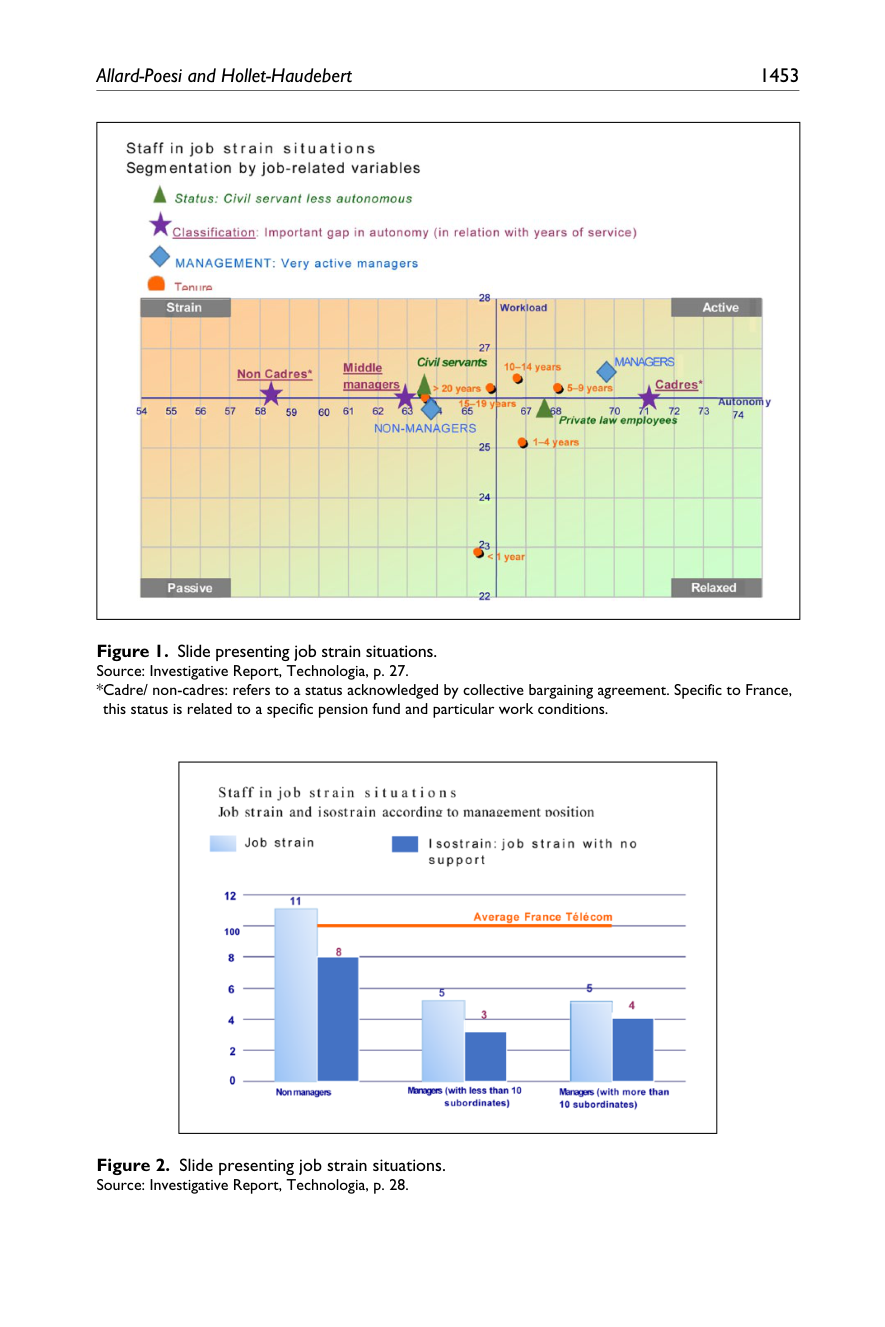 Allard-Poesi and Hollet-Haudebert 1453
Staff in job strain situations
Segmentation by job-related variables
Status: Civil servant less autonomous
Classification: Important gap in autonomy (in relation with years of service)
MANAGEMENT: Very active managers
Tenure
Strain 28 Workload Active
27
Non Cadres* Middle managers Civil servants 10–14 years MANAGERS
> 20 years 5–9 years Cadres*
15–19 years Autonomy
54 55 56 57 58 59 60 61 62 63 64 65 67 68 70 71 72 73 74
NON-MANAGERS Private law employees
25 1–4 years
24
23
< 1 year
Passive 22 Relaxed
Figure 1. Slide presenting job strain situations.
Source: Investigative Report, Technologia, p. 27.
*Cadre/ non-cadres: refers to a status acknowledged by collective bargaining agreement. Specific to France,
this status is related to a specific pension fund and particular work conditions.
Staff in job strain situations
Job strain and isostrain according to management position
Job strain Isostrain: job strain with no
support
12
11
Average France Télécom
100
8 8
6 5 5
4 3 4
2
0
Non managers Managers (with less than 10 Managers (with more than
subordinates) 10 subordinates)
Figure 2. Slide presenting job strain situations.
Source: Investigative Report, Technologia, p. 28.